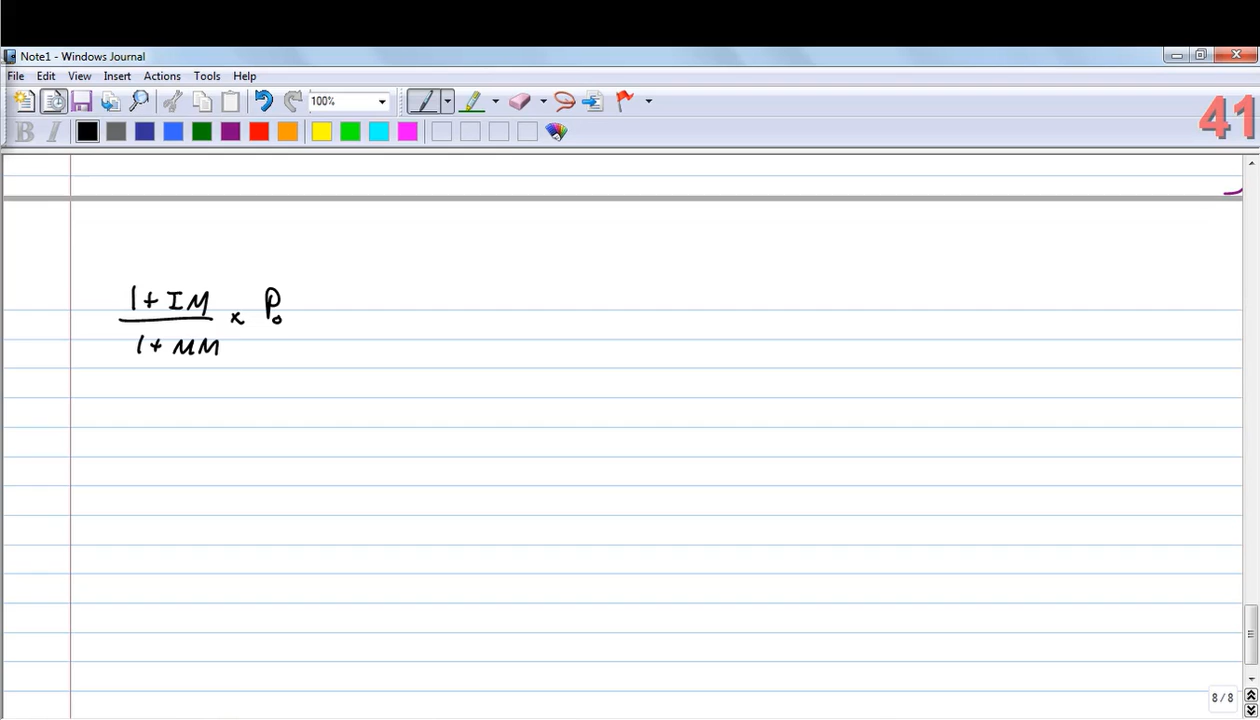 Note1 - Windows Journal
File Edit View Insert Actions Tools Help
100%
B I
41
1 + IM
x P0
1 + MM
8 / 8